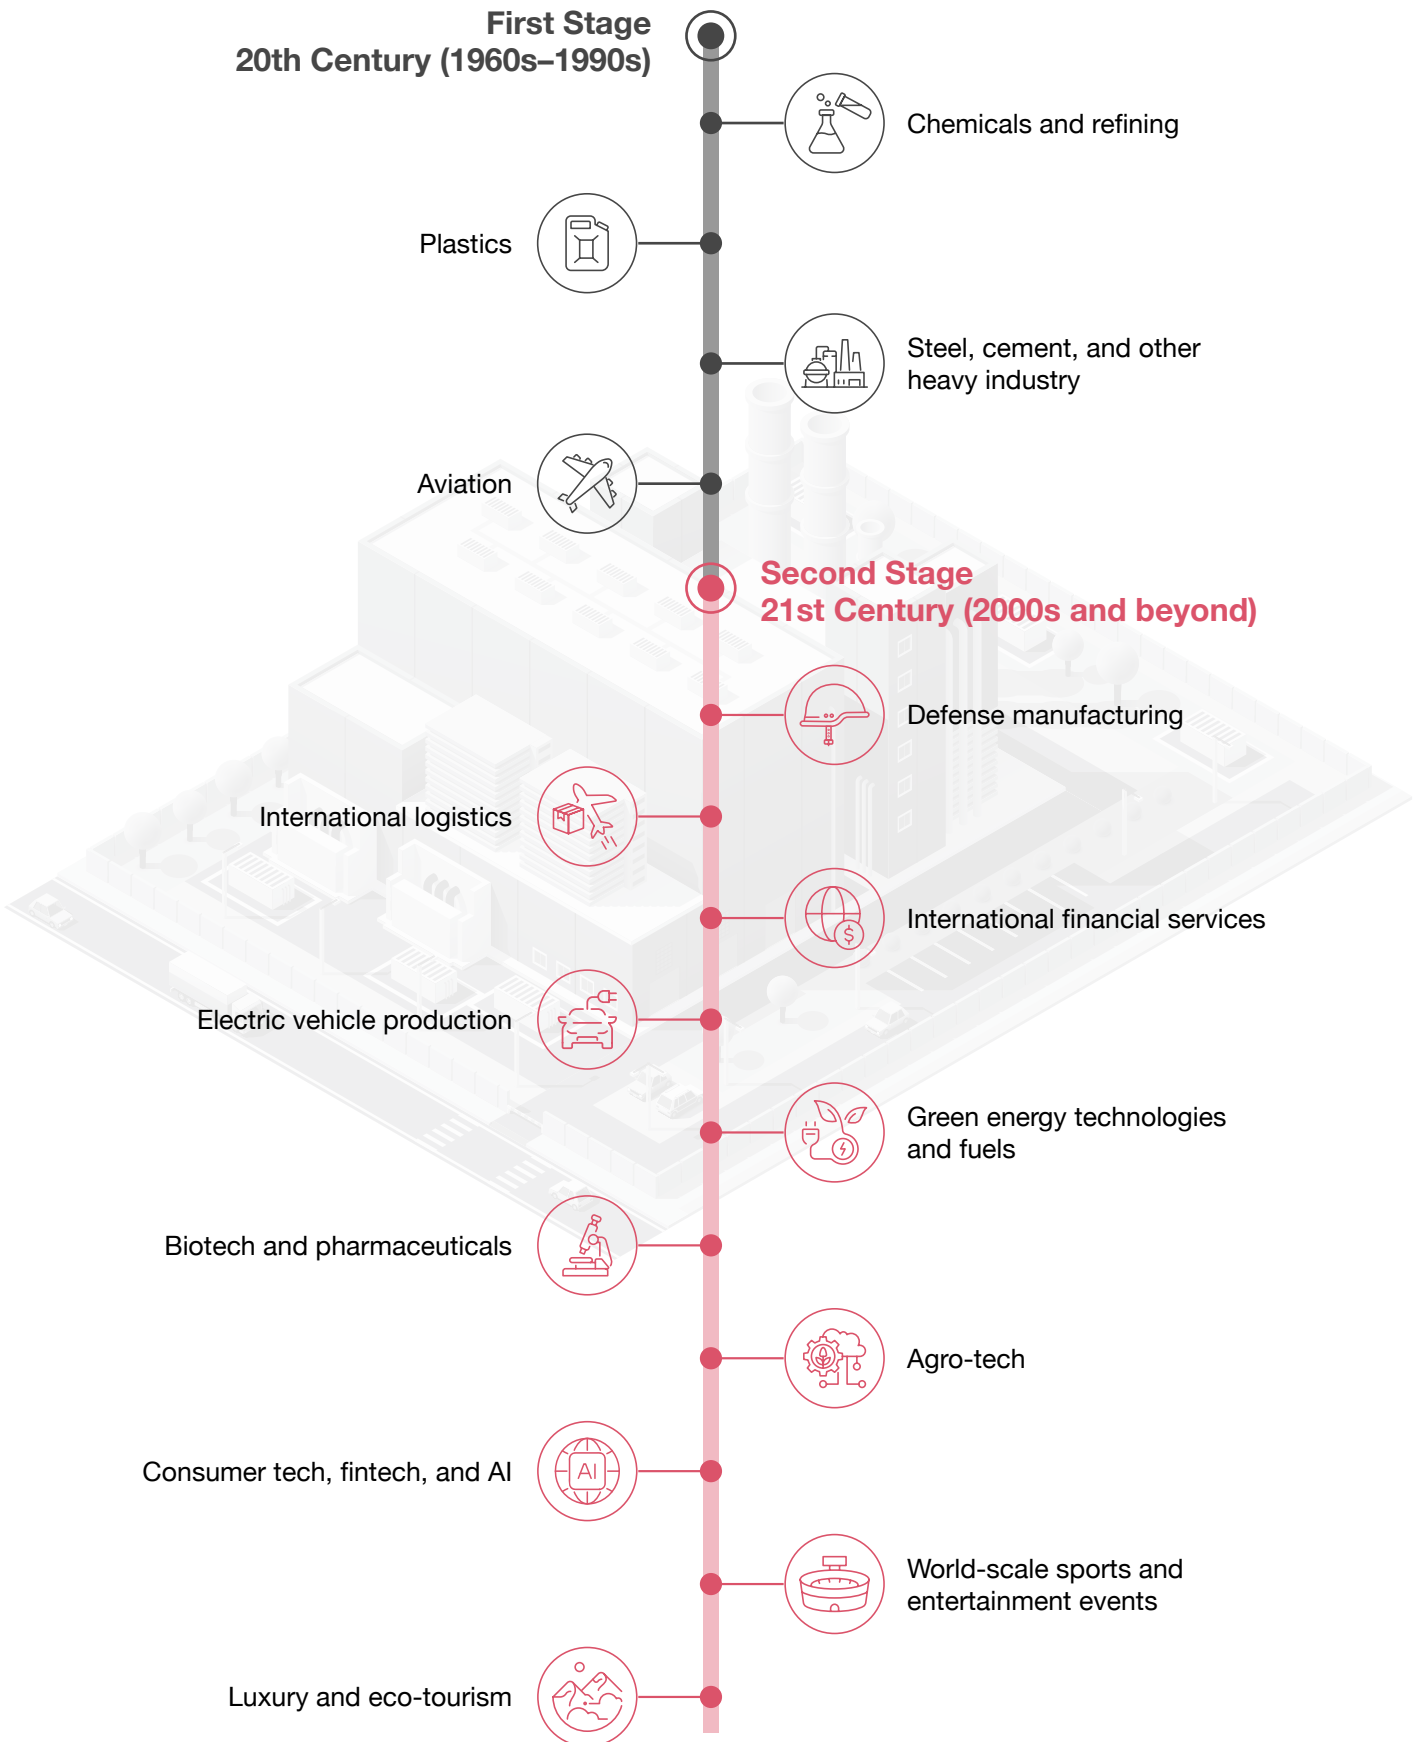 First Stage
20th Century (1960s–1990s)
Chemicals and refining
Plastics
Steel, cement, and other
heavy industry
Aviation
Second Stage
21st Century (2000s and beyond)
Defense manufacturing
International logistics
International financial services
$
Electric vehicle production
Green energy technologies
and fuels
Biotech and pharmaceuticals
Agro-tech
Consumer tech, fintech, and AI
AI
World-scale sports and
entertainment events
Luxury and eco-tourism